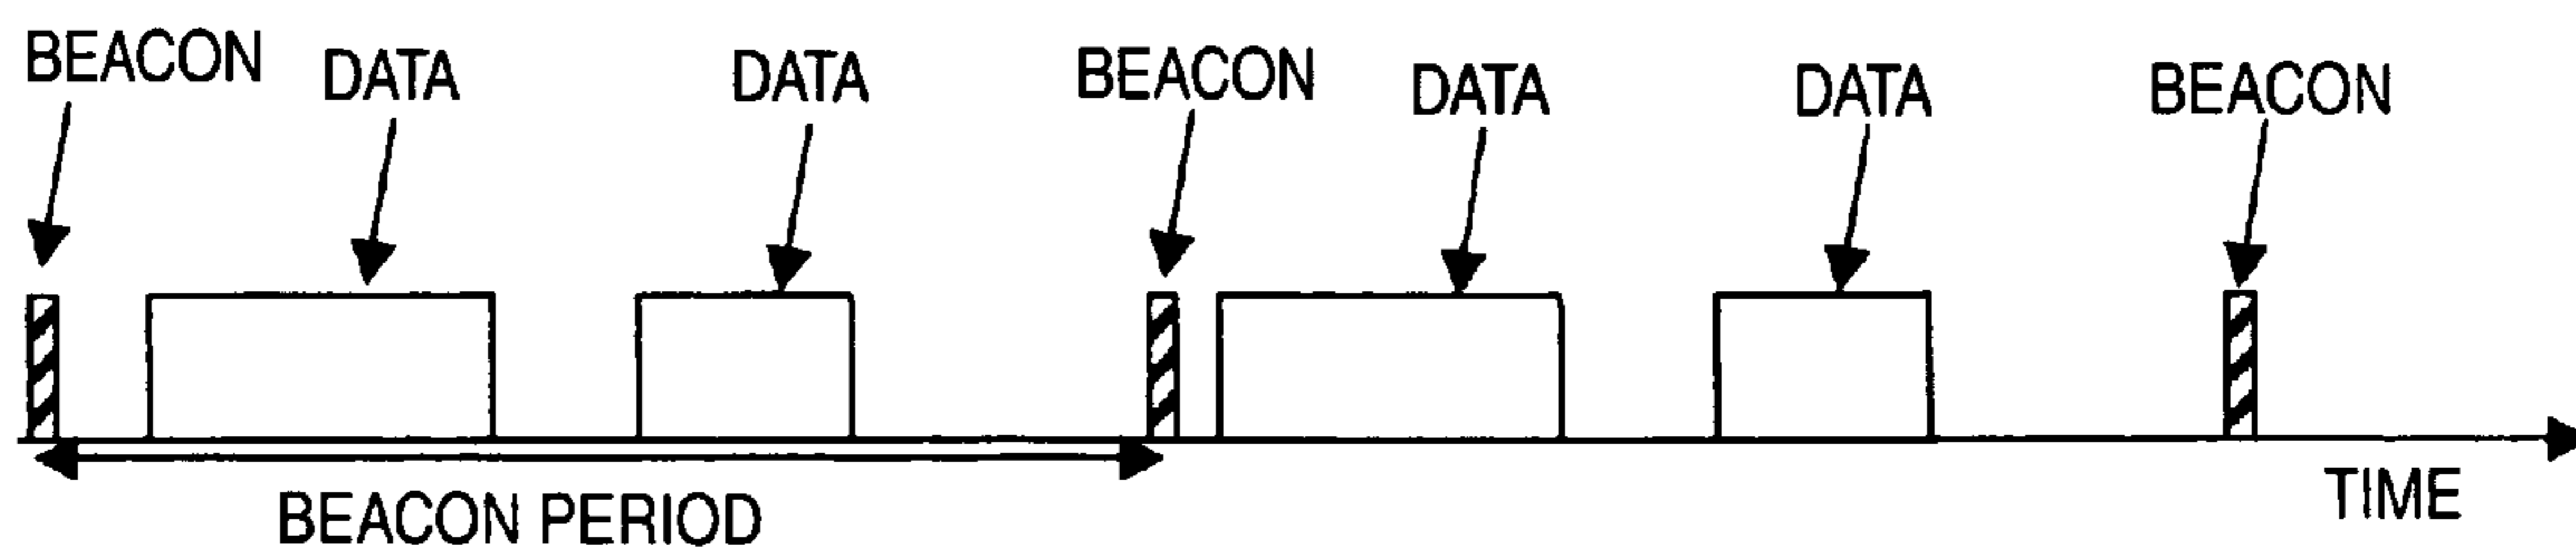 BEACON
DATA
DATA
BEACON
DATA
DATA
BEACON
BEACON PERIOD
TIME